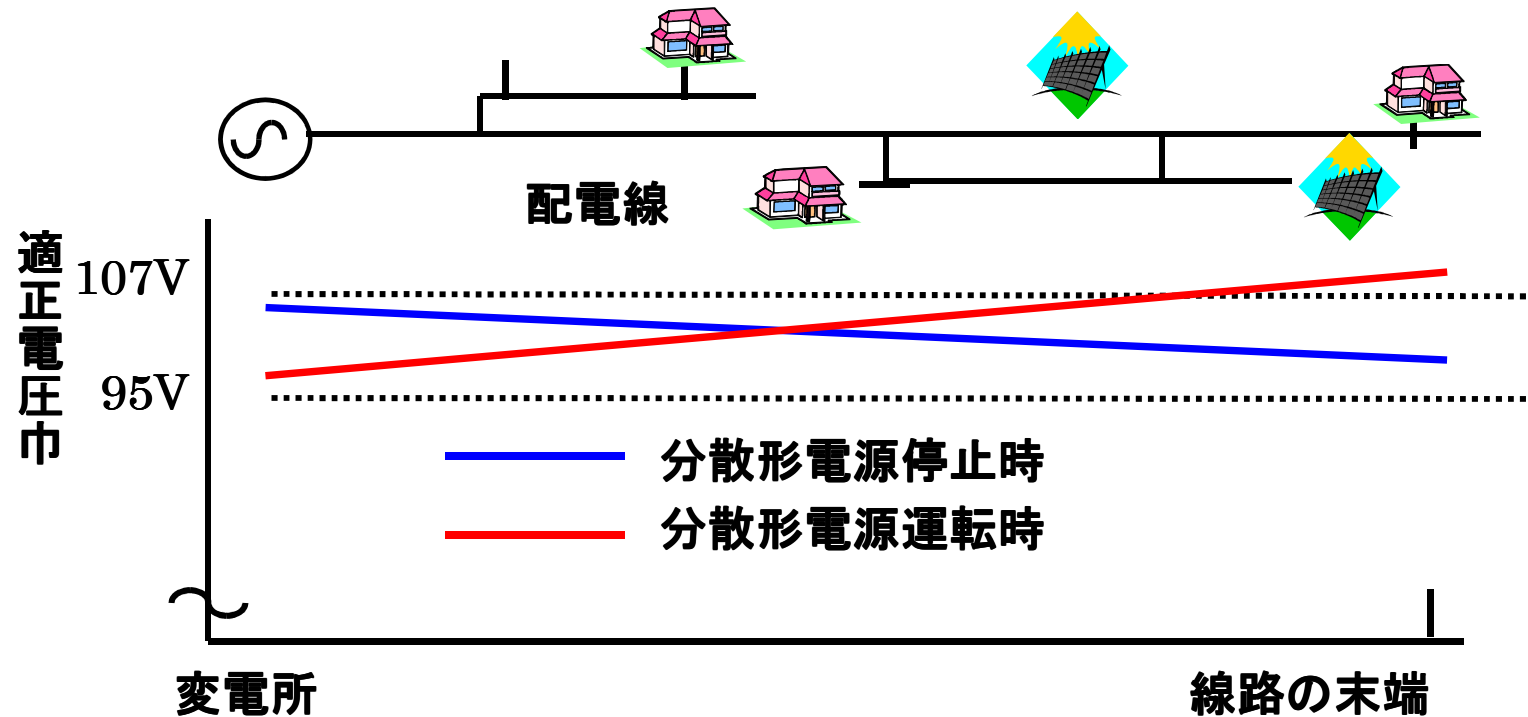 配電線
適正電圧巾
107V
95V
分散形電源停止時
分散形電源運転時
変電所
線路の末端